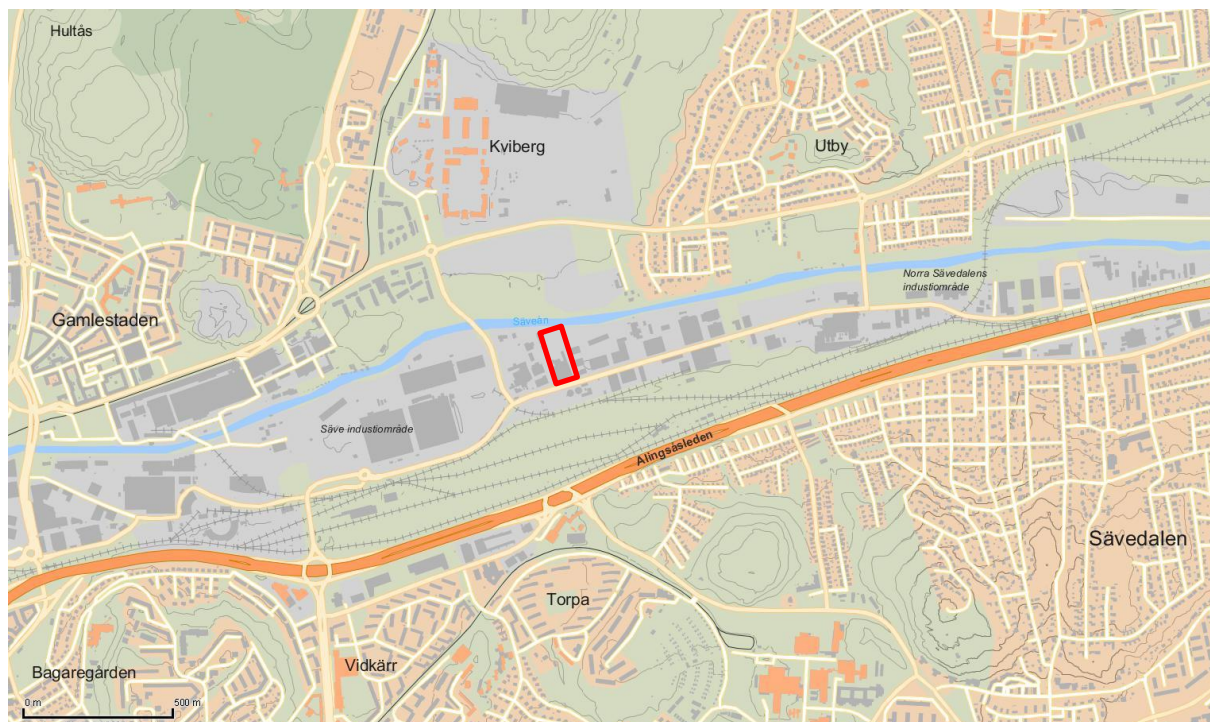 Hultås
Kviberg
Utby
Norra Sävedalens
industiområde
Gamlestaden
Säveån
Säve industiområde
Alingsåsleden
Sävedalen
Torpa
Vidkärr
Bagaregården
0 m
500 m